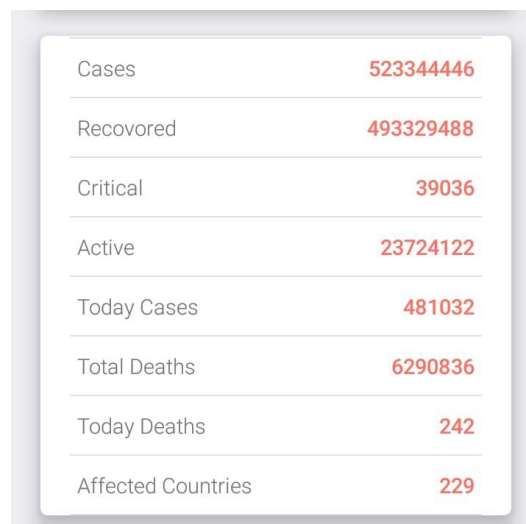 Cases 523344446
Recovored 493329488
Critical 39036
Active 23724122
Today Cases 481032
Total Deaths 6290836
Today Deaths 242
Affected Countries 229